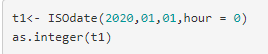 t1<- ISOdate(2020,01,01,hour = 0)
as.integer(t1)